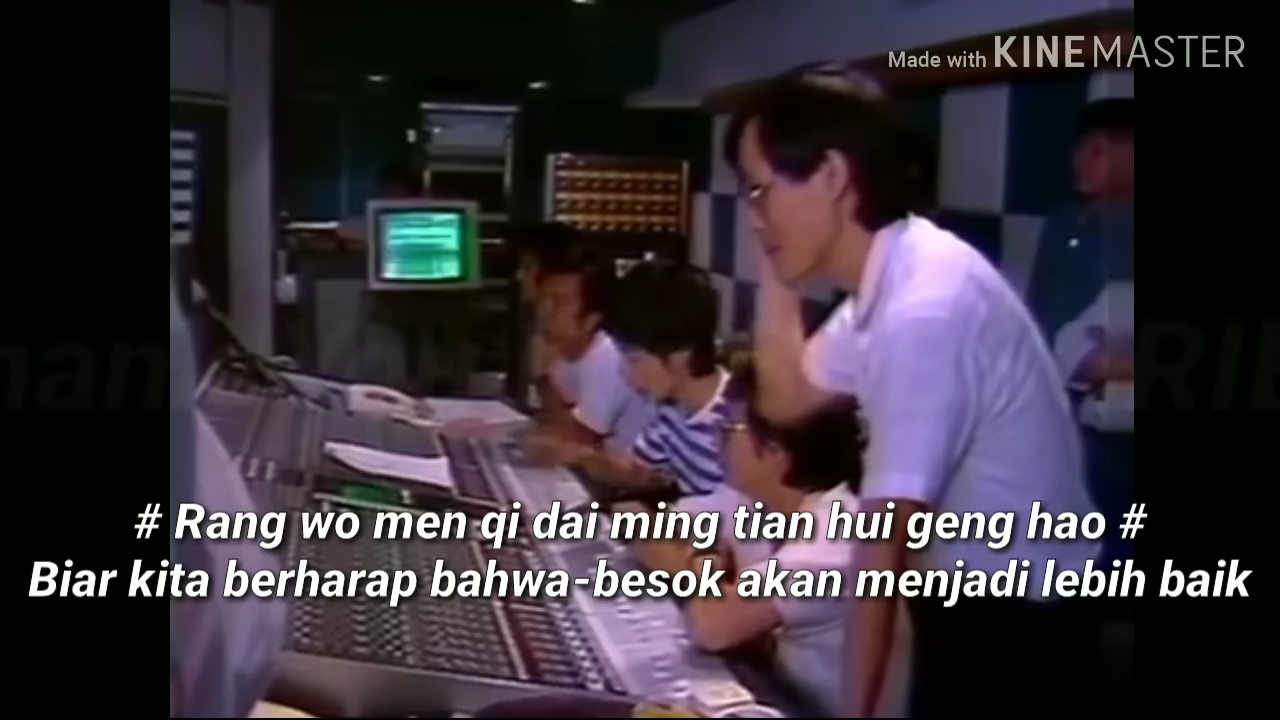 Made with KINEMASTER
# Rang wo men qi dai ming tian hui geng hao #
Biar kita berharap bahwa-besok akan menjadi lebih baik